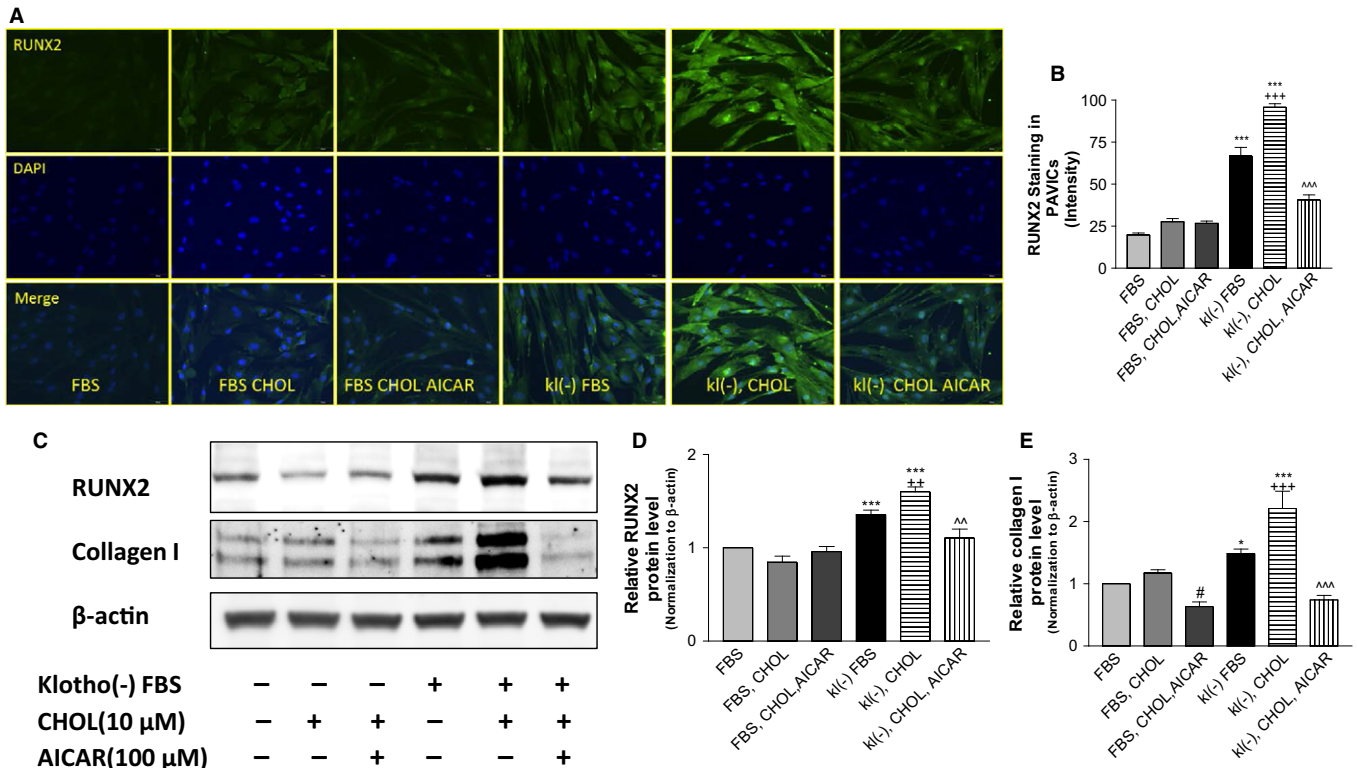 A
RUNX2
DAPI
Merge
FBS
FBS CHOL
FBS CHOL AICAR
kl(-) FBS
kl(-), CHOL
kl(-) CHOL AICAR
B
RUNX2 Staining in
PAVICs
(Intensity)
100
75
50
25
0
***
***
+++
^^^
FBS
FBS, CHOL
FBS, CHOL,AICAR
kl(-) FBS
kl(-), CHOL
kl(-), CHOL, AICAR
C
RUNX2
Collagen I
β-actin
Klotho(-) FBS − − − + + +
CHOL(10 μM) − + + − + +
AICAR(100 μM) − − + − − +
D
Relative RUNX2
protein level
(Normalization to β-actin)
2
1
0
***
***
++
^^
FBS
FBS, CHOL
FBS, CHOL,AICAR
kl(-) FBS
kl(-), CHOL
kl(-), CHOL, AICAR
E
Relative collagen I
protein level
(Normalization to β-actin)
3
2
1
0
#
*
***
+++
^^^
FBS
FBS, CHOL
FBS, CHOL,AICAR
kl(-) FBS
kl(-), CHOL
kl(-), CHOL, AICAR